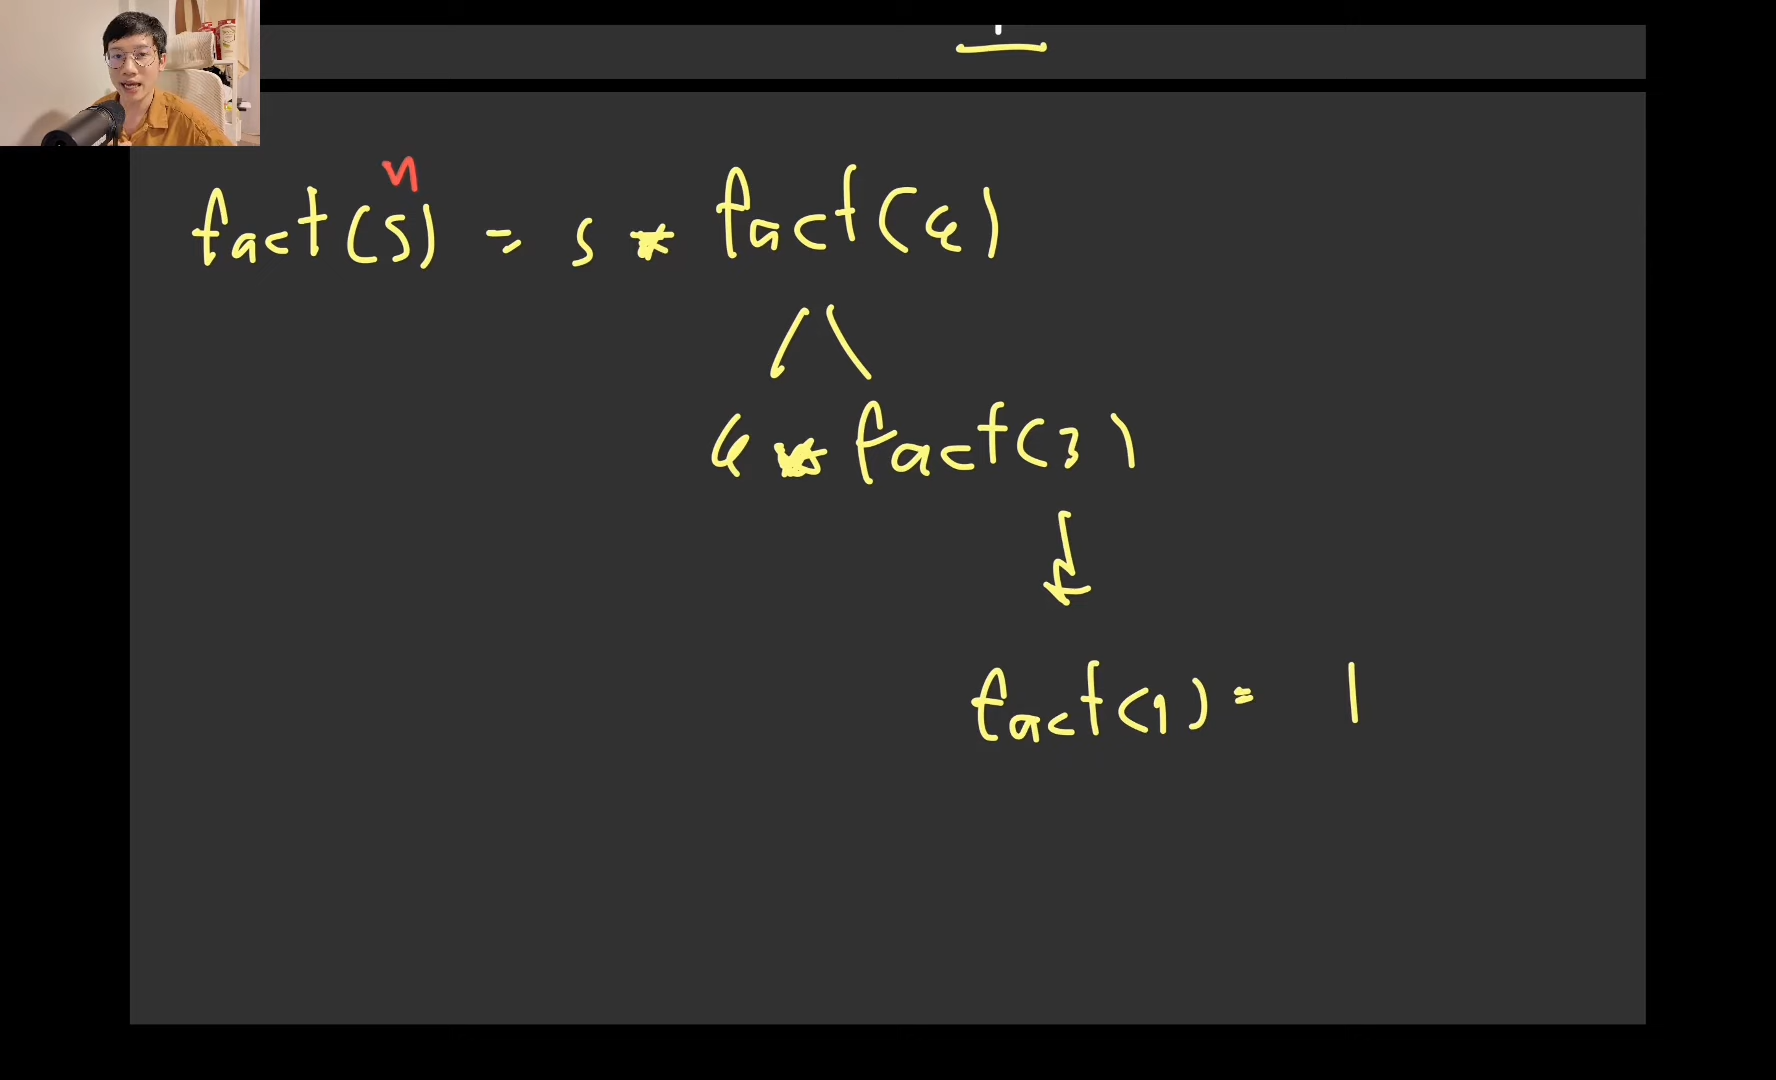 n
fact(5) = 5 * fact(4)
4 * fact(3)
fact(1) = 1